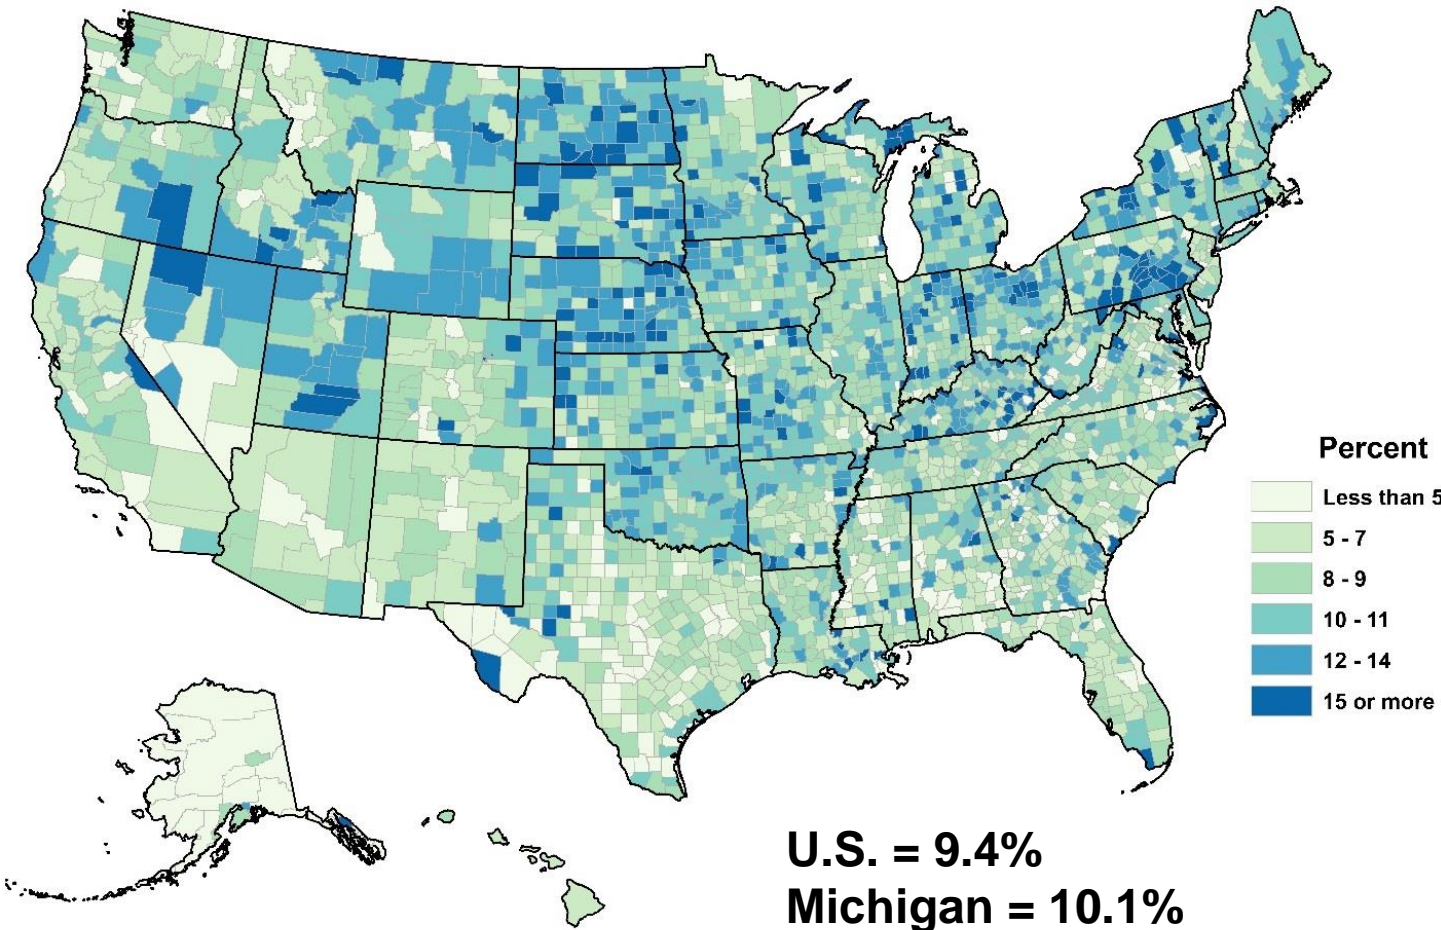 Percent
Less than 5
5 - 7
8 - 9
10 - 11
12 - 14
15 or more
U.S. = 9.4%
Michigan = 10.1%